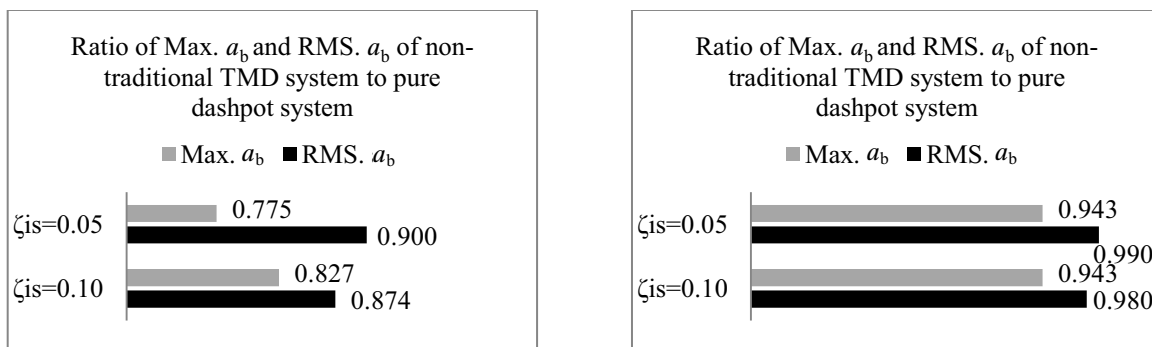 Ratio of Max. ab and RMS. ab of non-
traditional TMD system to pure
dashpot system
Max. ab RMS. ab
ζis=0.05
0.775
0.900
ζis=0.10
0.827
0.874
Ratio of Max. ab and RMS. ab of non-
traditional TMD system to pure
dashpot system
Max. ab RMS. ab
ζis=0.05
0.943
0.990
ζis=0.10
0.943
0.980